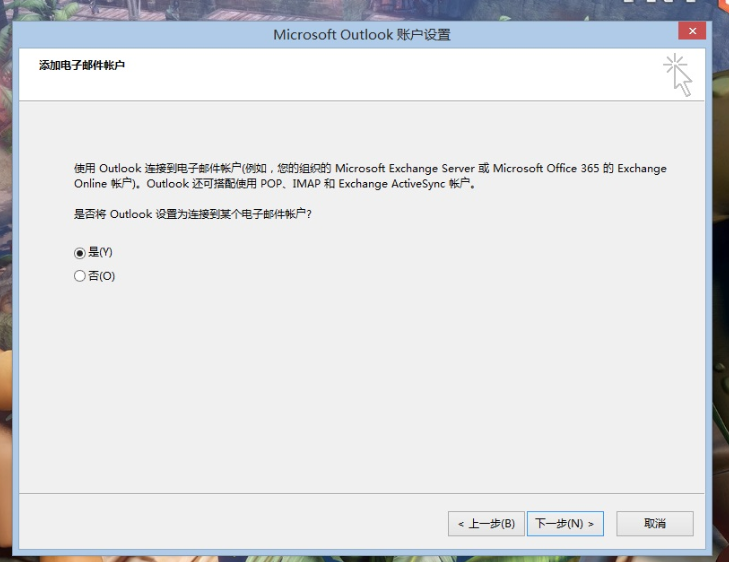 Microsoft Outlook 账户设置
添加电子邮件帐户
使用 Outlook 连接到电子邮件帐户(例如，您的组织的 Microsoft Exchange Server 或 Microsoft Office 365 的 Exchange
Online 帐户)。Outlook 还可搭配使用 POP、IMAP 和 Exchange ActiveSync 帐户。
是否将 Outlook 设置为连接到某个电子邮件帐户?
是(Y)
否(O)
< 上一步(B) 下一步(N) > 取消